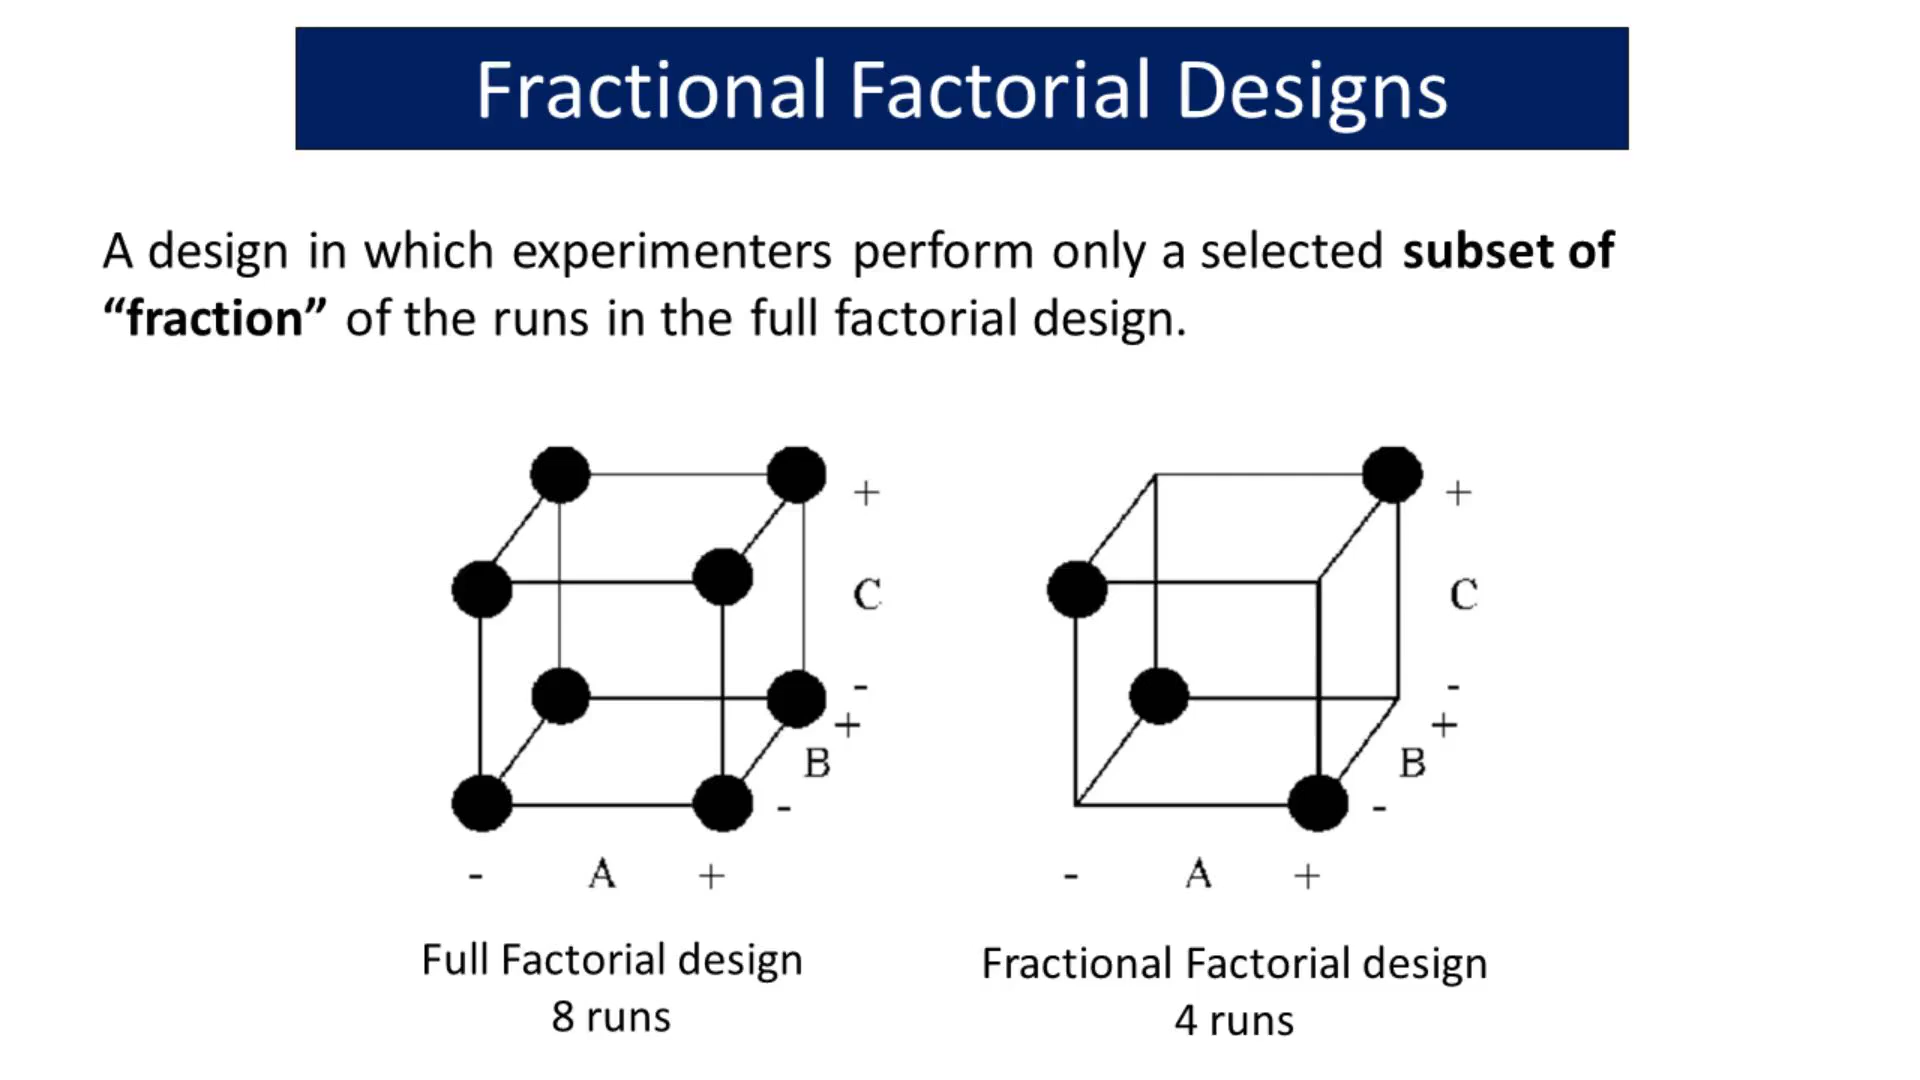 Fractional Factorial Designs
A design in which experimenters perform only a selected subset of
“fraction” of the runs in the full factorial design.
+
C
-
+
B
-
- A +
Full Factorial design
8 runs
+
C
-
+
B
-
- A +
Fractional Factorial design
4 runs